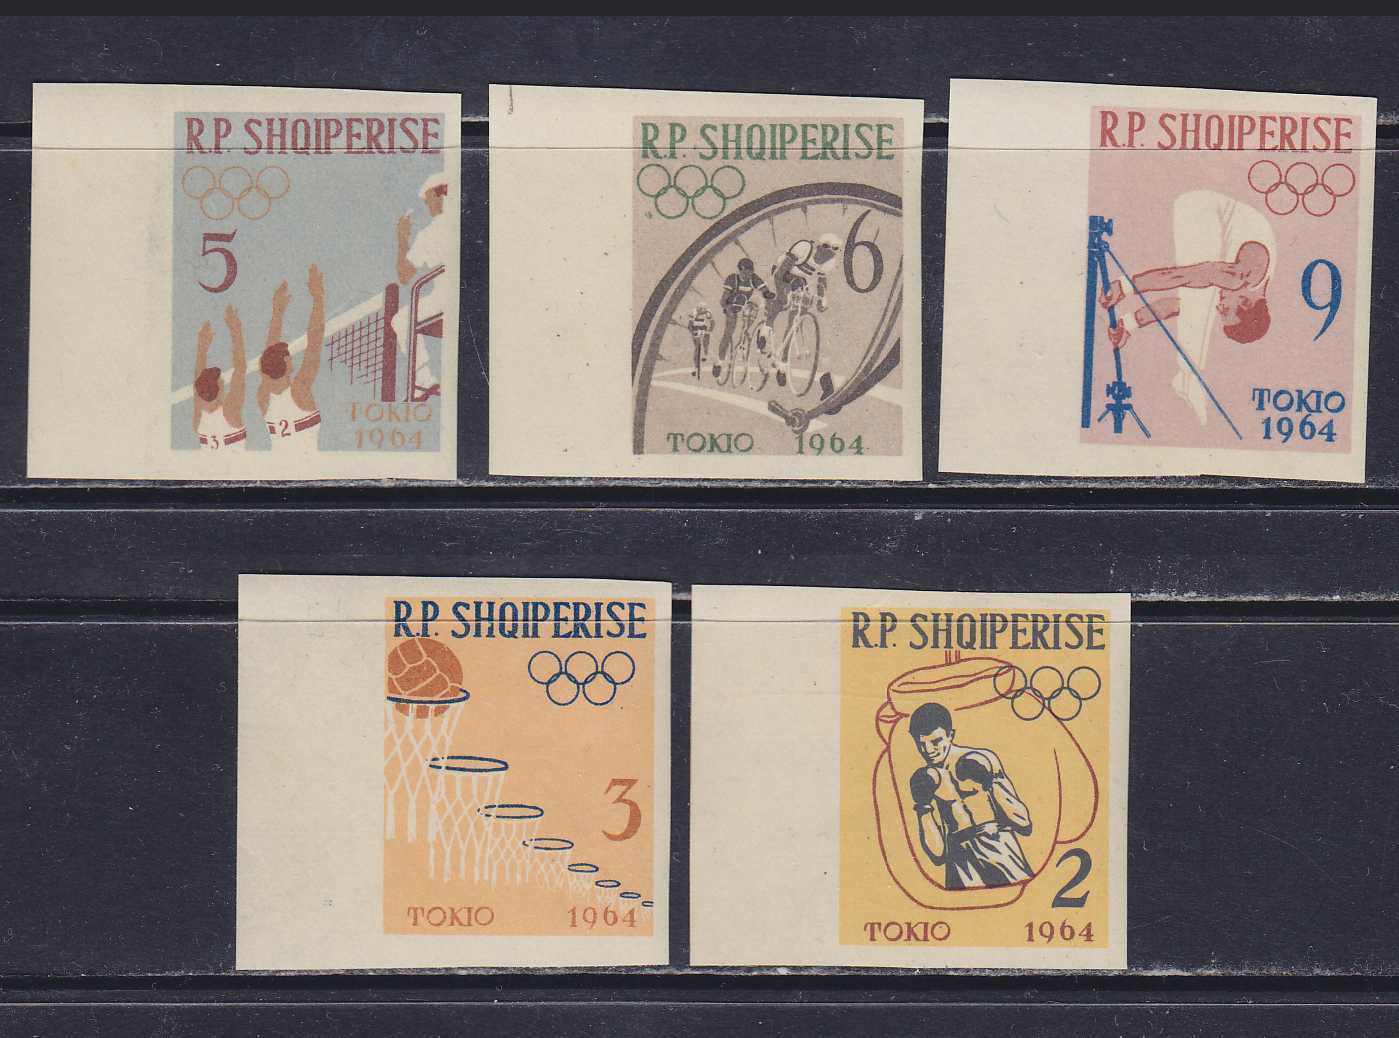 R.P. SHQIPERISE
5
3 2
TOKIO
1964
R.P. SHQIPERISE
6
TOKIO 1964
R.P. SHQIPERISE
9
TOKIO
1964
R.P. SHQIPERISE
3
TOKIO 1964
R.P. SHQIPERISE
2
TOKIO 1964